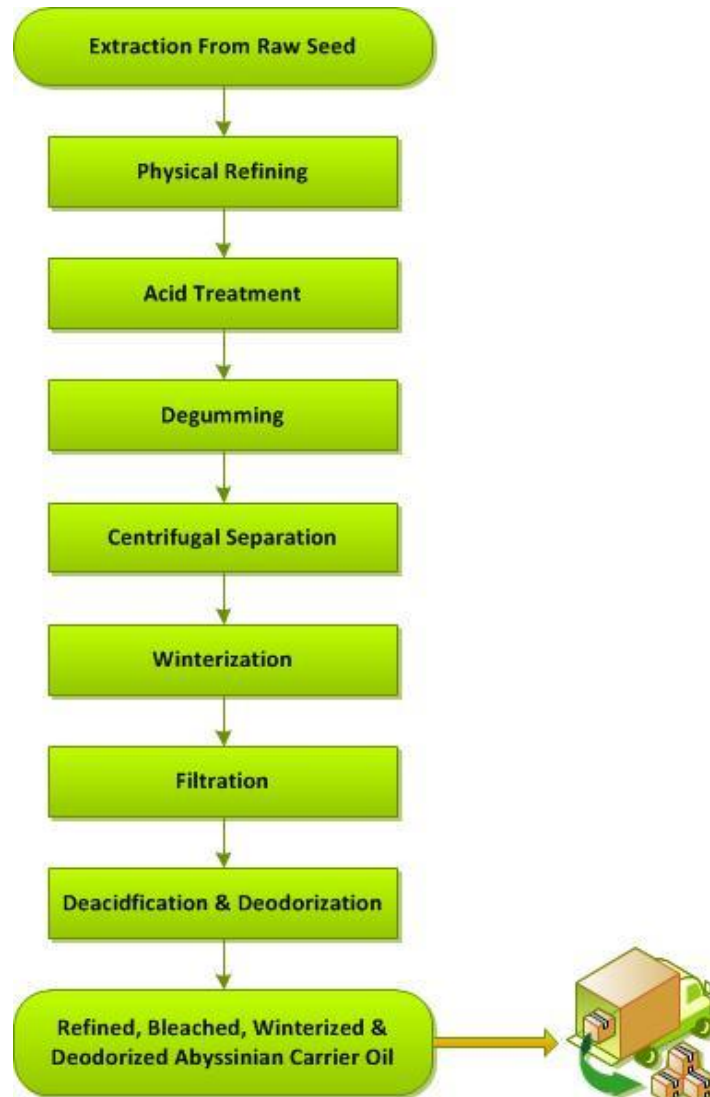 Extraction From Raw Seed
Physical Refining
Acid Treatment
Degumming
Centrifugal Separation
Winterization
Filtration
Deacidfication & Deodorization
Refined, Bleached, Winterized &
Deodorized Abyssinian Carrier Oil